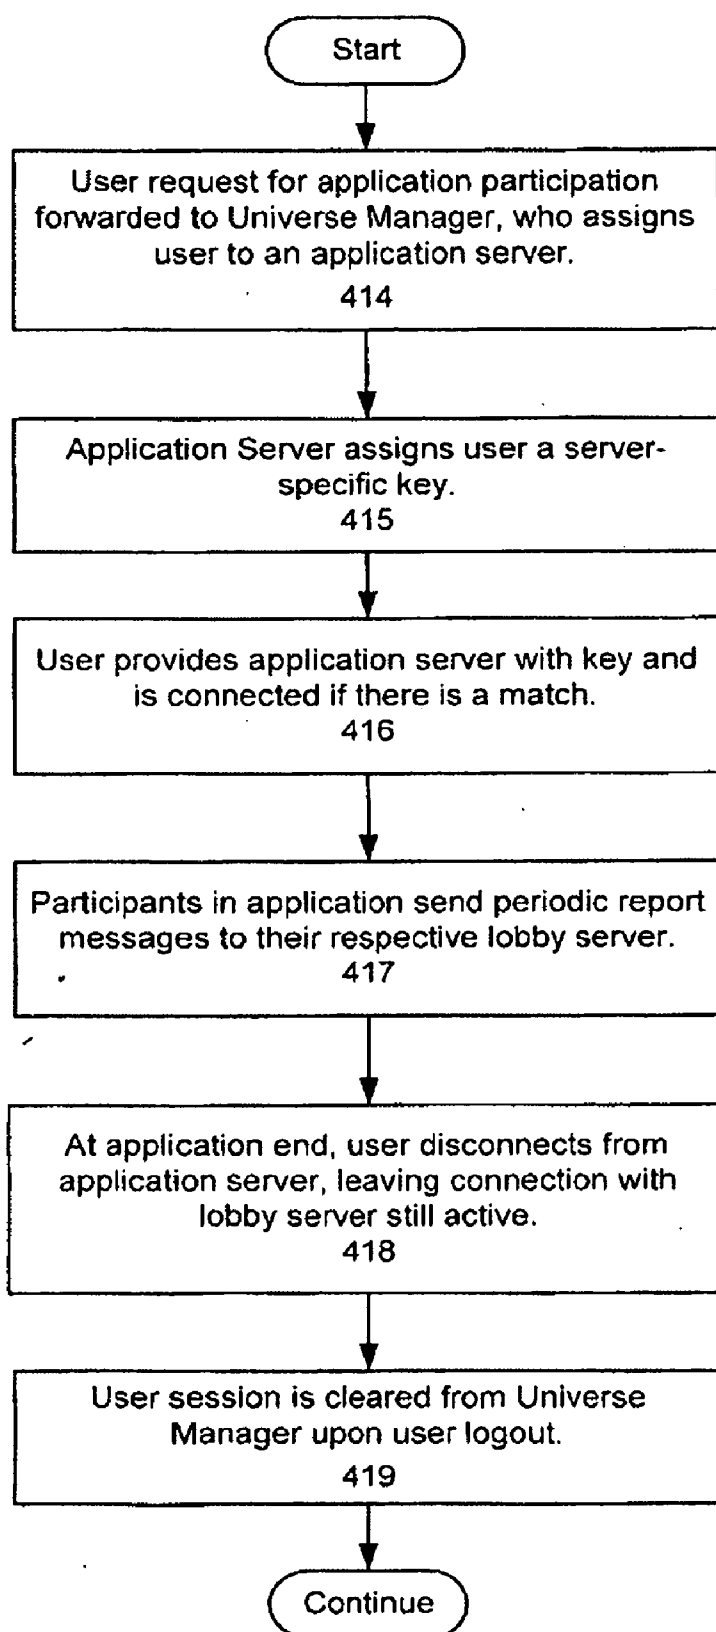 Start
User request for application participation
forwarded to Universe Manager, who assigns
user to an application server.
414
Application Server assigns user a server-
specific key.
415
User provides application server with key and
is connected if there is a match.
416
Participants in application send periodic report
messages to their respective lobby server.
417
At application end, user disconnects from
application server, leaving connection with
lobby server still active.
418
User session is cleared from Universe
Manager upon user logout.
419
Continue